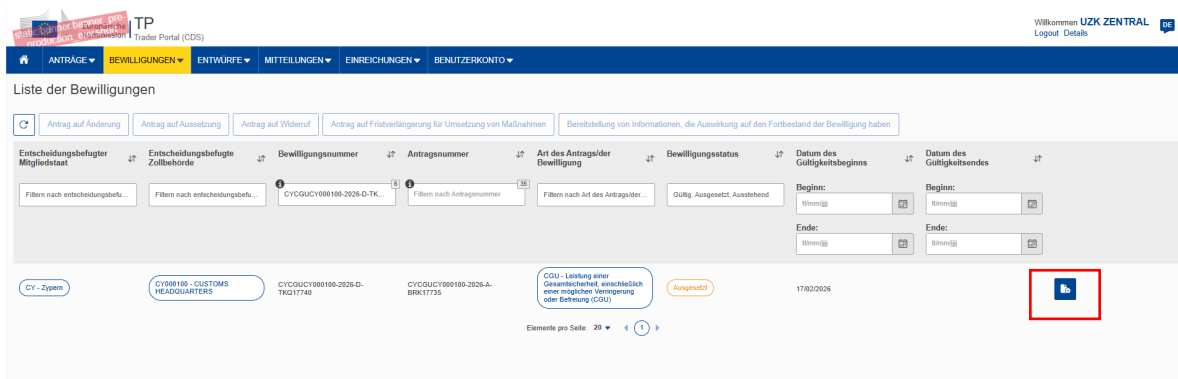 static.banner.banner_pre-
production_extension
Europäische
Kommission
TP
Trader Portal (CDS)
Willkommen UZK ZENTRAL
Logout Details
DE
ANTRÄGE
BEWILLIGUNGEN
ENTWÜRFE
MITTEILUNGEN
EINREICHUNGEN
BENUTZERKONTO
Liste der Bewilligungen
Antrag auf Änderung
Antrag auf Aussetzung
Antrag auf Widerruf
Antrag auf Fristverlängerung für Umsetzung von Maßnahmen
Bereitstellung von Informationen, die Auswirkung auf den Fortbestand der Bewilligung haben
Entscheidungsbefugter
Mitgliedstaat
Entscheidungsbefugte
Zollbehörde
Bewilligungsnummer
Antragsnummer
Art des Antrags/der
Bewilligung
Bewilligungsstatus
Datum des
Gültigkeitsbeginns
Datum des
Gültigkeitsendes
Filtern nach entscheidungsbefu...
Filtern nach entscheidungsbefu...
6
CYCGUCY000100-2026-D-TK...
35
Filtern nach Antragsnummer
Filtern nach Art des Antrags/der...
Gültig, Ausgesetzt, Ausstehend
Beginn:
tt/mm/jjjj
Ende:
tt/mm/jjjj
Beginn:
tt/mm/jjjj
Ende:
tt/mm/jjjj
CY - Zypern
CY000100 - CUSTOMS
HEADQUARTERS
CYCGUCY000100-2026-D-
TKQ17740
CYCGUCY000100-2026-A-
BRK17735
CGU - Leistung einer
Gesamtsicherheit, einschließlich
einer möglichen Verringerung
oder Befreiung (CGU)
Ausgesetzt
17/02/2026
Elemente pro Seite: 20
1